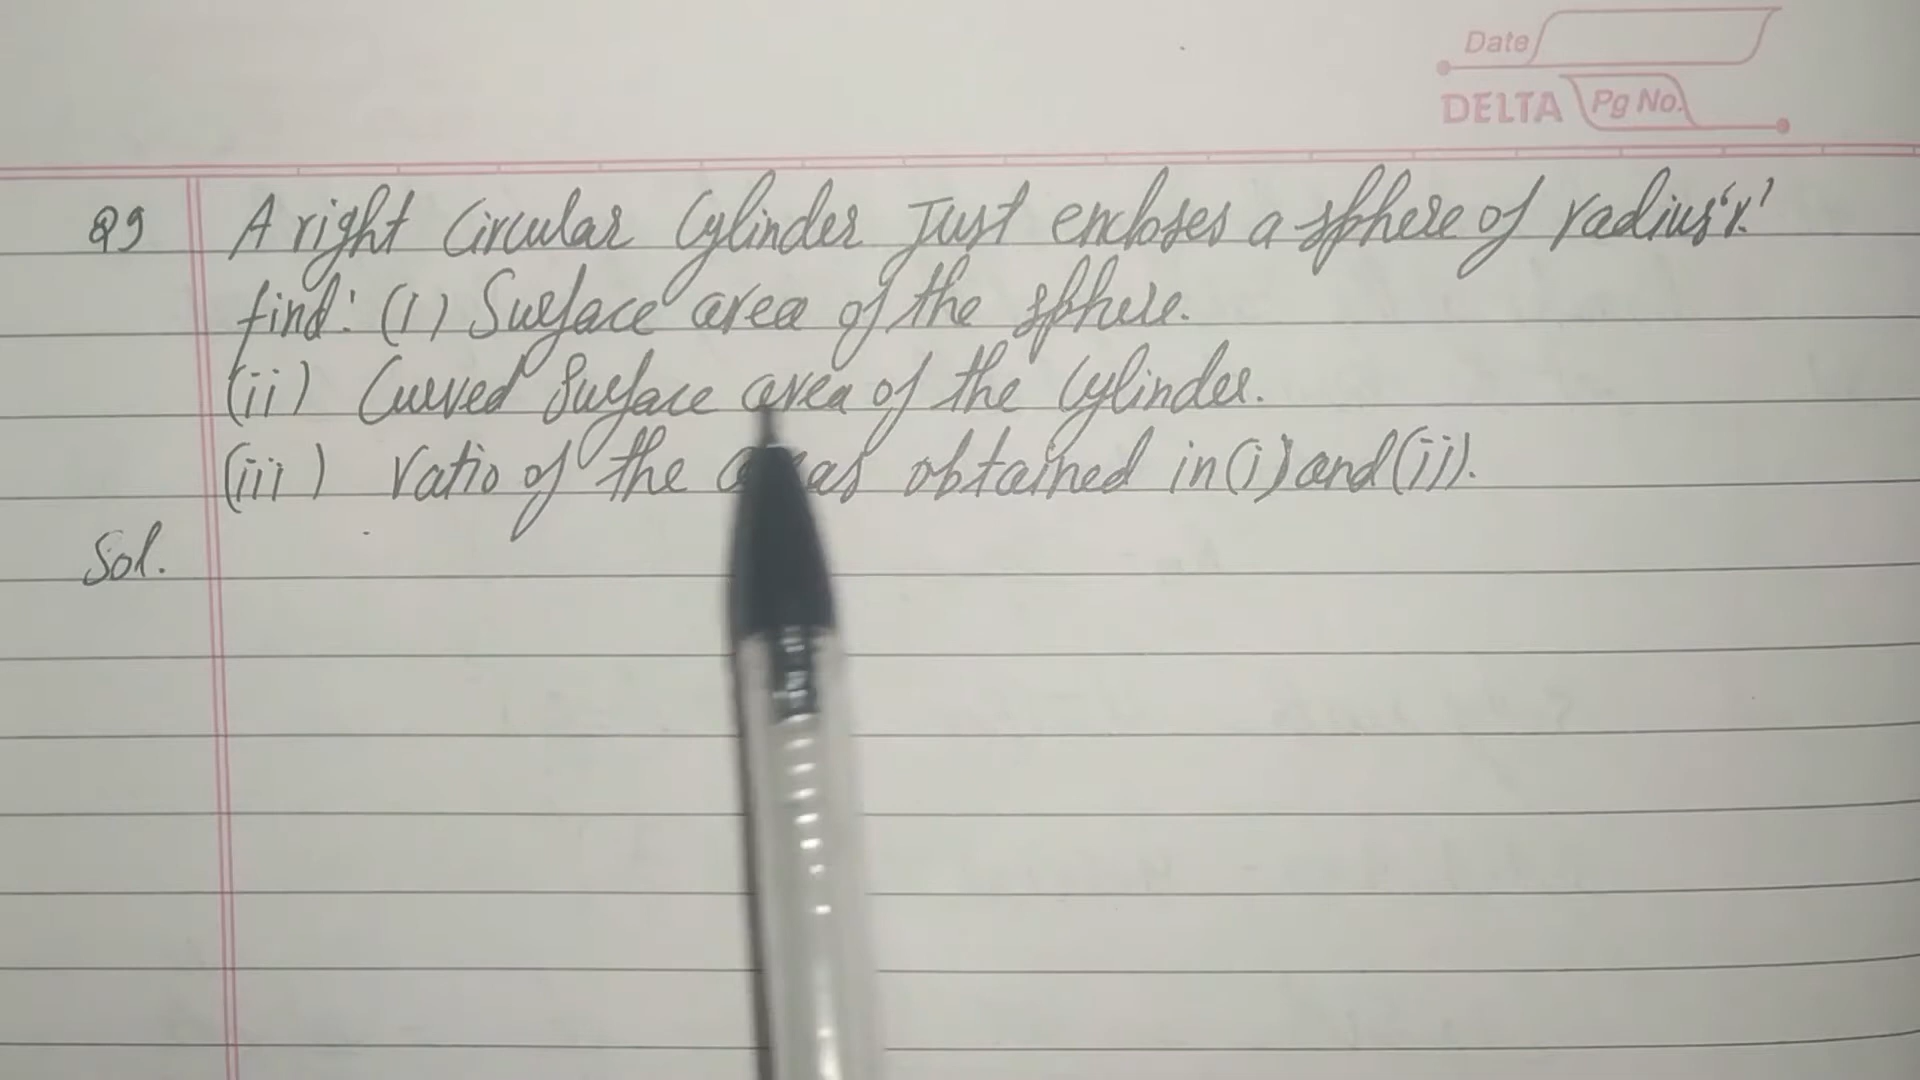 Date
DELTA Pg No.
Q9 A right Circular Cylinder Just encloses a sphere of radius 'r'
find: (i) Surface area of the sphere.
(ii) Curved Surface area of the Cylinder.
(iii) ratio of the areas obtained in (i) and (ii).
Sol.